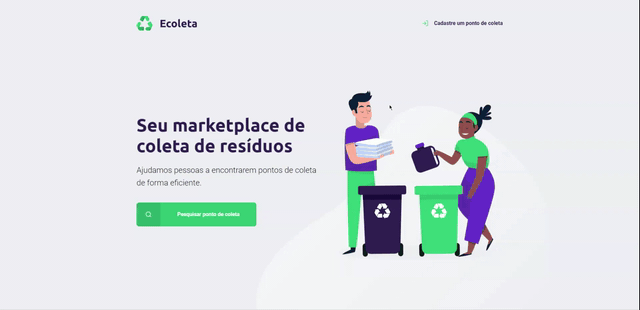 Ecoleta
Cadastre um ponto de coleta
Seu marketplace de
coleta de resíduos
Ajudamos pessoas a encontrarem pontos de coleta
de forma eficiente.
Pesquisar ponto de coleta